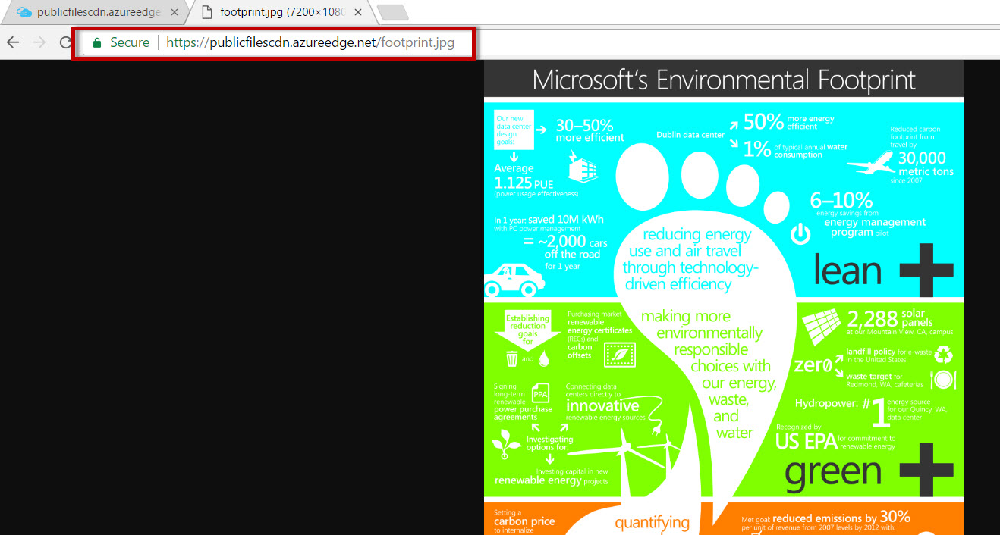 publicfilescdn.azureedge
footprint.jpg (7200×1080
Secure
https://publicfilescdn.azureedge.net/footprint.jpg
Microsoft's Environmental Footprint
Our new
data center
design
goals:
30–50%
more efficient
Average
1.125 PUE
(power usage effectiveness)
Dublin data center
50% more energy
efficient
1% of typical annual water
consumption
Reduced carbon
footprint from
travel by
30,000
metric tons
since 2007
6–10%
energy savings from
energy management
program pilot
In 1 year: saved 10M kWh
with PC power management
= ~2,000 cars
off the road
for 1 year
reducing energy
use and air travel
through technology-
driven efficiency
lean
Establishing
reduction
goals
for
and
Purchasing market
renewable
energy certificates
(RECs) and
carbon
offsets
making more
environmentally
responsible
choices with
our energy,
waste,
and
water
2,288 solar
panels
at our Mountain View, CA, campus
zer0
landfill policy for e-waste
in the United States
waste target for
Redmond, WA, cafeterias
Signing
long-term
renewable
power purchase
agreements
PPA
Connecting data
centers directly to
innovative
renewable energy sources
Investigating
options for:
Investing capital in new
renewable energy projects
Hydropower: #1 energy source
for our Quincy, WA,
data center
Recognized by
US EPA for commitment to
renewable energy
green
Setting a
carbon price
to internalize
quantifying
Met goal: reduced emissions by 30%
per unit of revenue from 2007 levels by 2012 with: